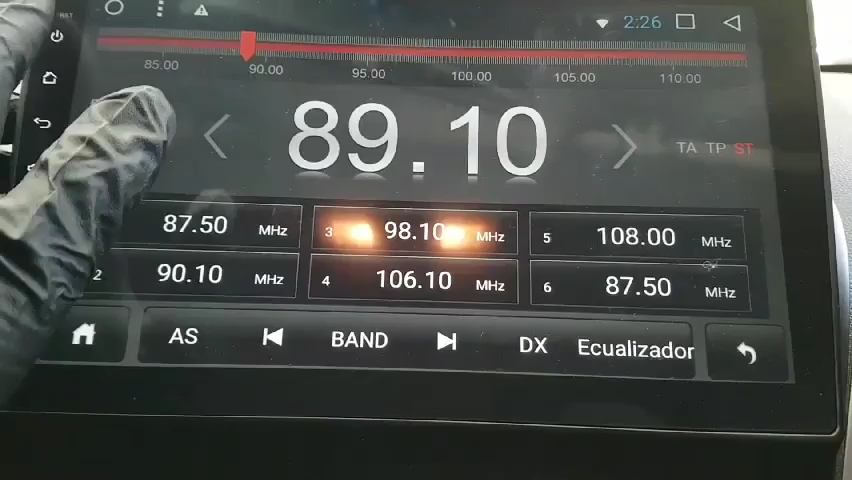 RST
2:26
85.00 90.00 95.00 100.00 105.00 110.00
89.10
TA TP ST
87.50 MHz 3 98.10 MHz 5 108.00 MHz
2 90.10 MHz 4 106.10 MHz 6 87.50 MHz
AS BAND DX Ecualizador